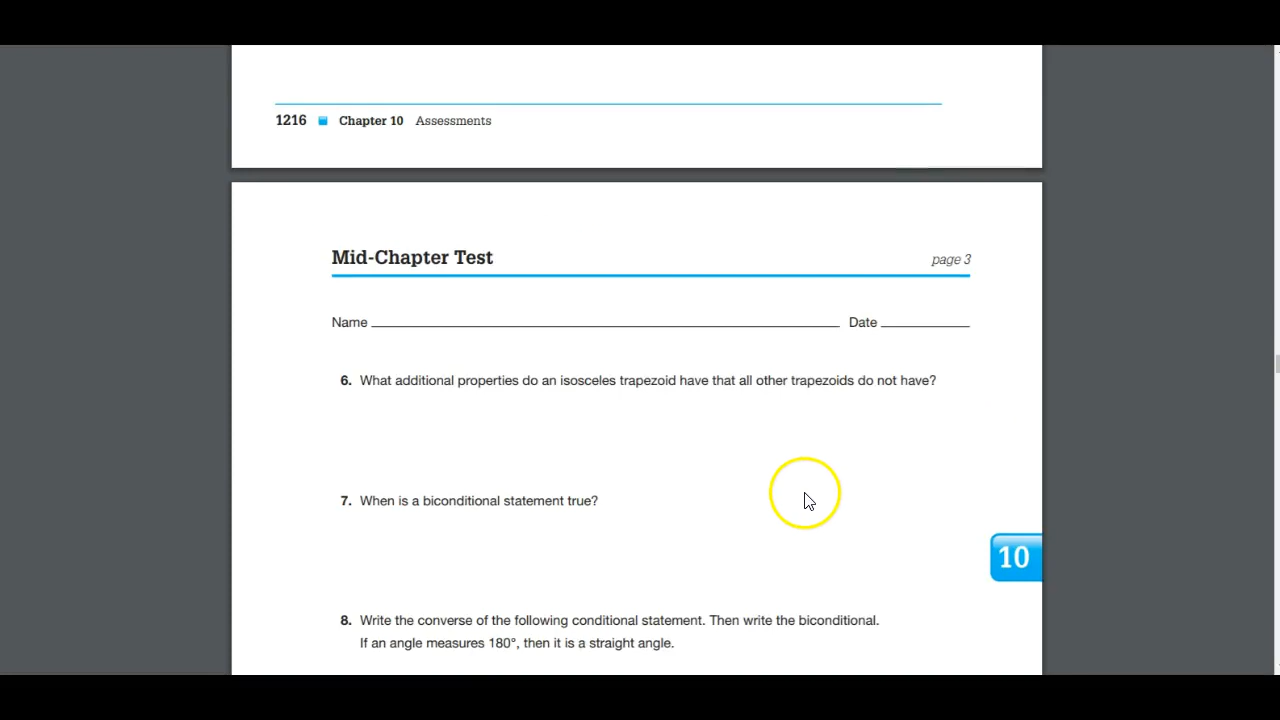 1216 Chapter 10 Assessments
Mid-Chapter Test page 3
Name Date
6. What additional properties do an isosceles trapezoid have that all other trapezoids do not have?
7. When is a biconditional statement true?
10
8. Write the converse of the following conditional statement. Then write the biconditional.
If an angle measures 180°, then it is a straight angle.